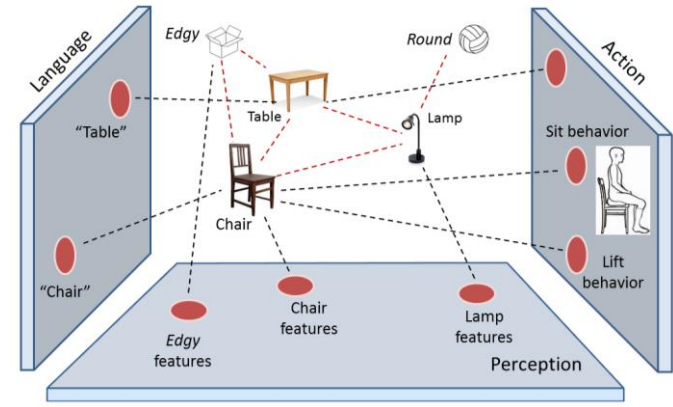 Edgy
Round
Language
Action
Table
Lamp
"Table"
Sit behavior
Chair
"Chair"
Lift
behavior
Edgy
features
Chair
features
Lamp
features
Perception